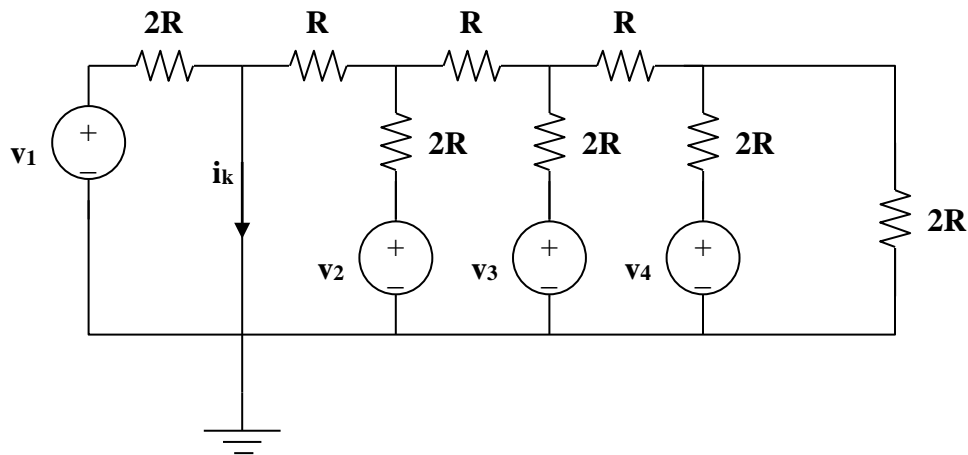 2R R R R
+ v₁ −
iₖ
2R 2R 2R
+ v₂ − + v₃ − + v₄ −
2R